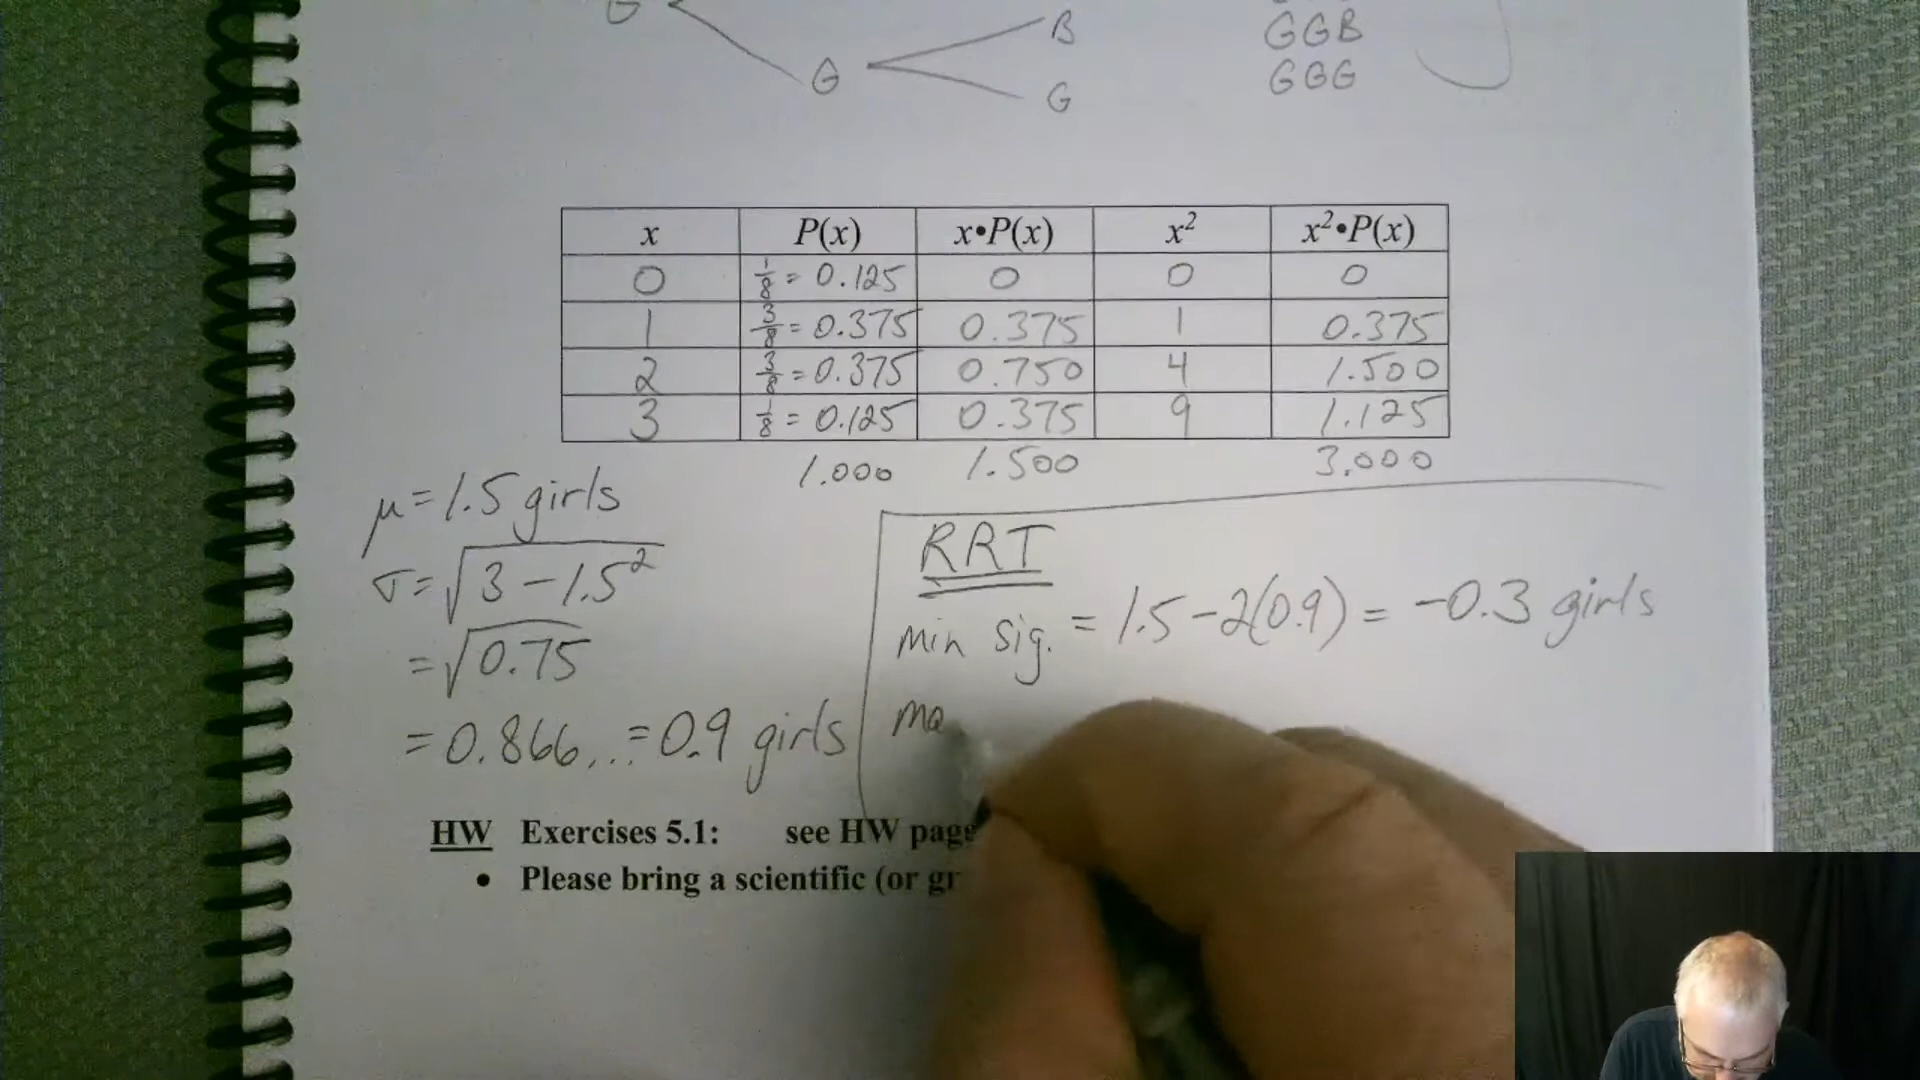 G
B
GGB
G
G
GGG
x P(x) x•P(x) x² x²•P(x)
0 1/8 = 0.125 0 0 0
1 3/8 = 0.375 0.375 1 0.375
2 3/8 = 0.375 0.750 4 1.500
3 1/8 = 0.125 0.375 9 1.125
1.000 1.500 3.000
μ = 1.5 girls
σ = √3 − 1.5²
= √0.75
= 0.866... = 0.9 girls
RRT
min sig. = 1.5 − 2(0.9) = −0.3 girls
ma
HW Exercises 5.1: see HW page
• Please bring a scientific (or gr